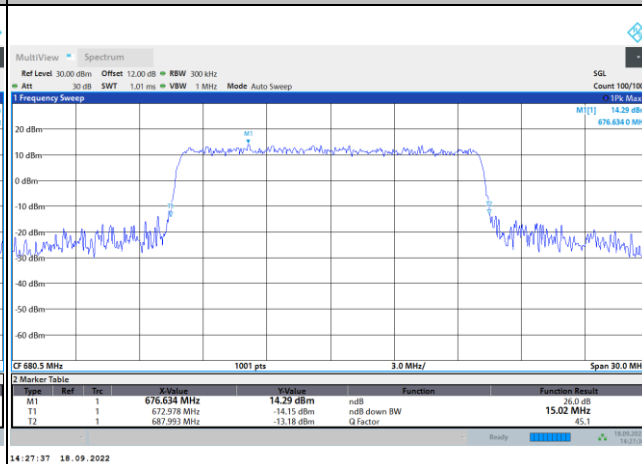 MultiView Spectrum
Ref Level 30.00 dBm Offset 12.00 dB RBW 300 kHz SGL
Att 30 dB SWT 1.01 ms VBW 1 MHz Mode Auto Sweep Count 100/100
1 Frequency Sweep 1Pk Max
M1[1] 14.29 dBm
676.634 0 MH
M1
20 dBm
10 dBm
0 dBm
-10 dBm
-20 dBm
-30 dBm
-40 dBm
-50 dBm
-60 dBm
CF 680.5 MHz 1001 pts 3.0 MHz/ Span 30.0 MH
2 Marker Table
Type Ref Trc X-Value Y-Value Function Function Result
M1 1 676.634 MHz 14.29 dBm ndB 26.0 dB
T1 1 672.978 MHz -14.15 dBm ndB down BW 15.02 MHz
T2 1 687.993 MHz -13.18 dBm Q Factor 45.1
Ready 18.09.202
14:27:3
14:27:37 18.09.2022